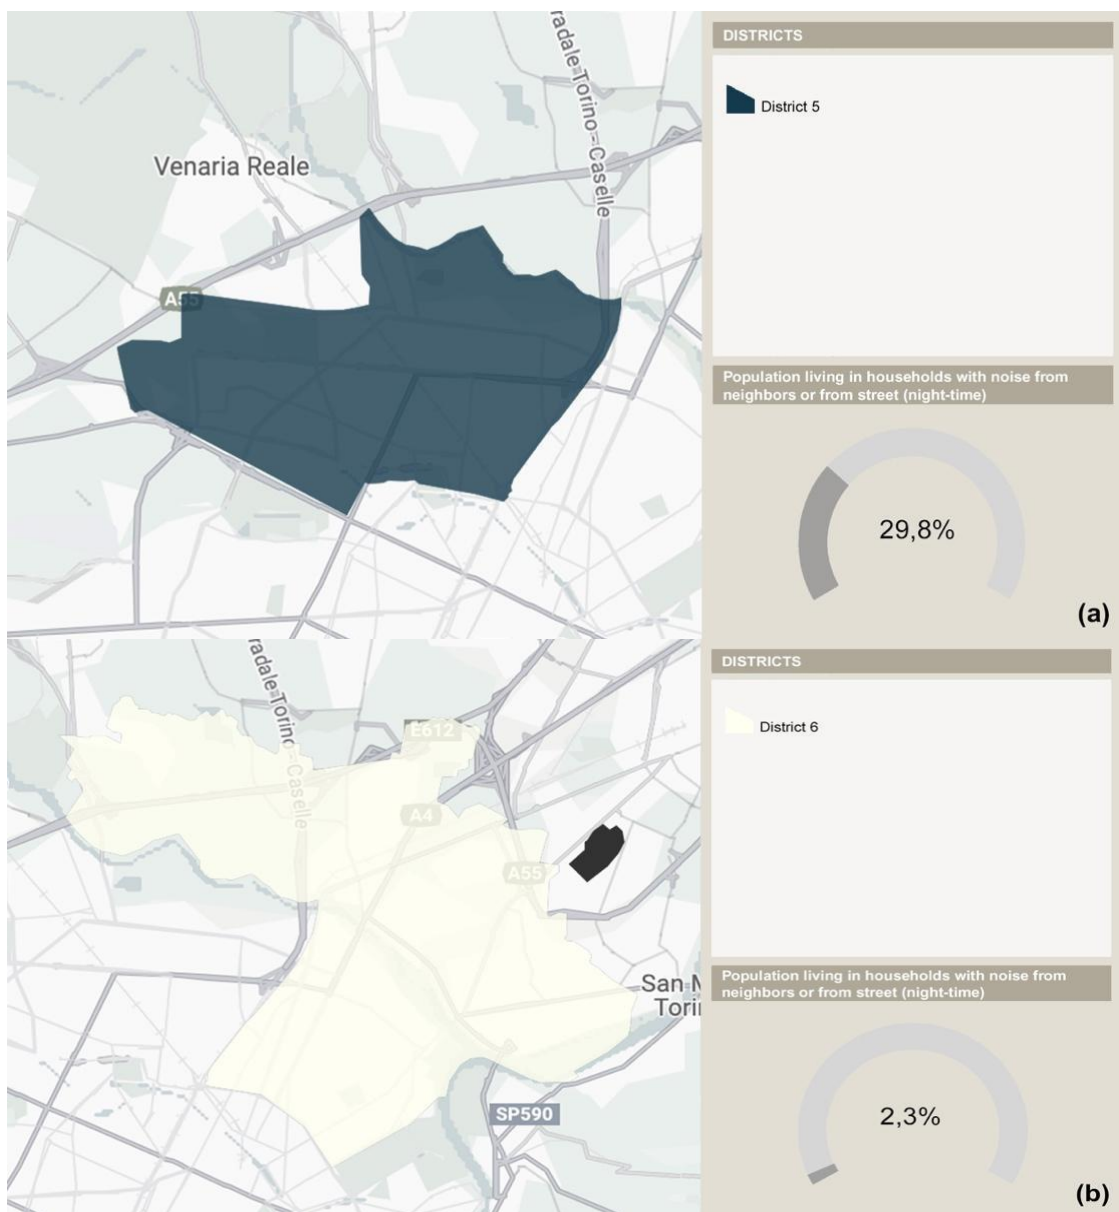 radale Torino - Caselle
DISTRICTS
District 5
Venaria Reale
A55
Population living in households with noise from
neighbors or from street (night-time)
29,8%
(a)
radale Torino - Caselle
DISTRICTS
District 6
E612
A4
A55
Population living in households with noise from
neighbors or from street (night-time)
San M
Tori
SP590
2,3%
(b)